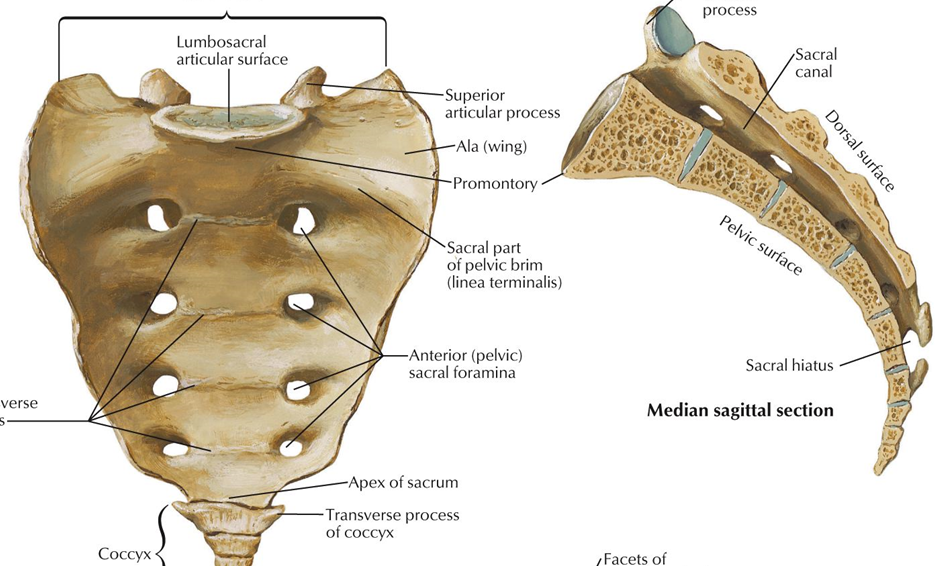 Lumbosacral
articular surface
Superior
articular process
Ala (wing)
Promontory
Sacral part
of pelvic brim
(linea terminalis)
Anterior (pelvic)
sacral foramina
verse
s
Apex of sacrum
Transverse process
of coccyx
Coccyx
process
Sacral
canal
Dorsal surface
Pelvic surface
Sacral hiatus
Median sagittal section
Facets of